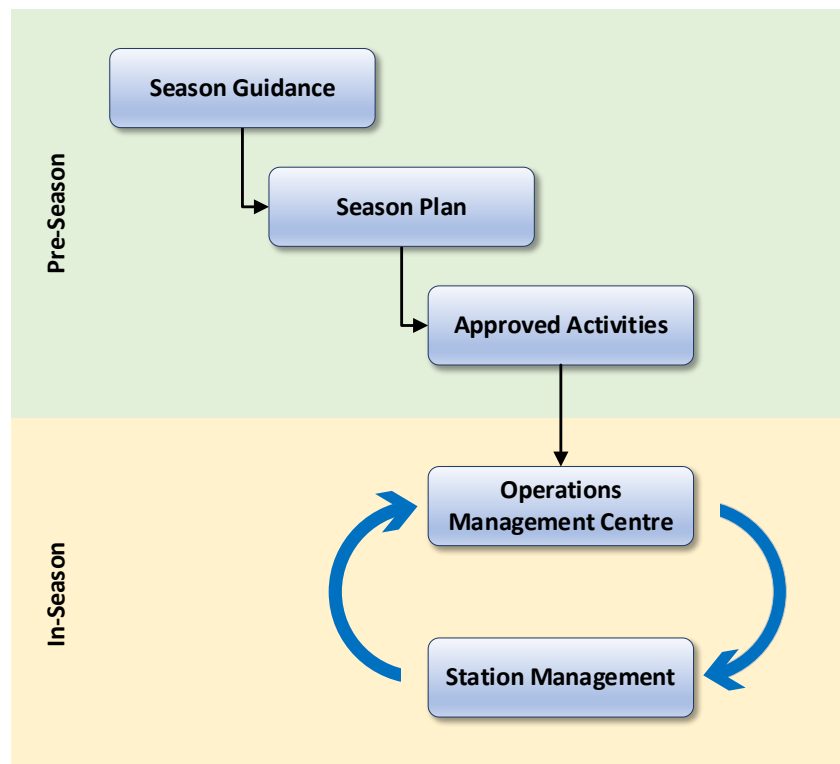 Pre-Season
Season Guidance
Season Plan
Approved Activities
In-Season
Operations
Management Centre
Station Management